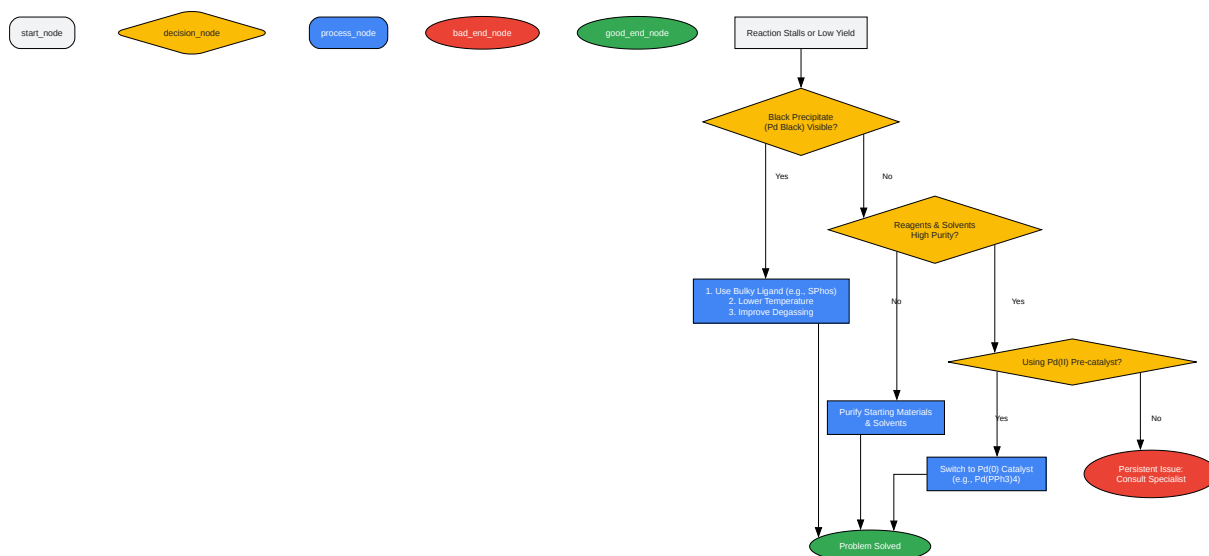 start_node
decision_node
process_node
bad_end_node
good_end_node
Reaction Stalls or Low Yield
Black Precipitate
(Pd Black) Visible?
Yes
No
Reagents & Solvents
High Purity?
1. Use Bulky Ligand (e.g., SPhos)
2. Lower Temperature
3. Improve Degassing
No
Yes
Using Pd(II) Pre-catalyst?
Purify Starting Materials
& Solvents
Yes
No
Switch to Pd(0) Catalyst
(e.g., Pd(PPh3)4)
Persistent Issue:
Consult Specialist
Problem Solved